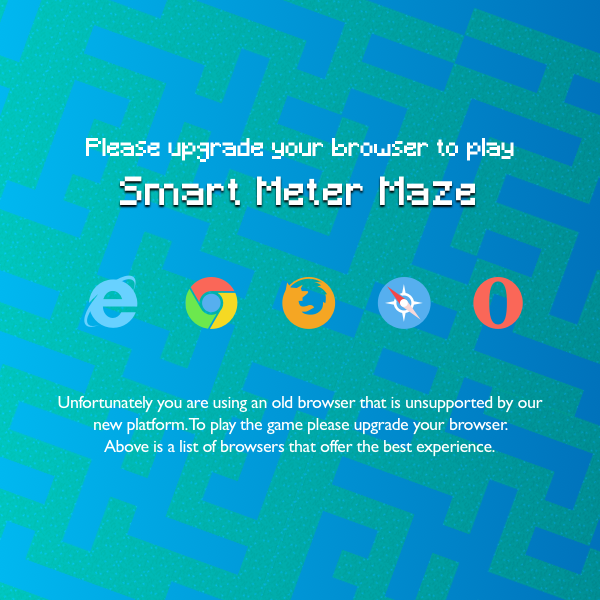 Please upgrade your browser to play
Smart Meter Maze
Unfortunately you are using an old browser that is unsupported by our
new platform.To play the game please upgrade your browser.
Above is a list of browsers that offer the best experience.